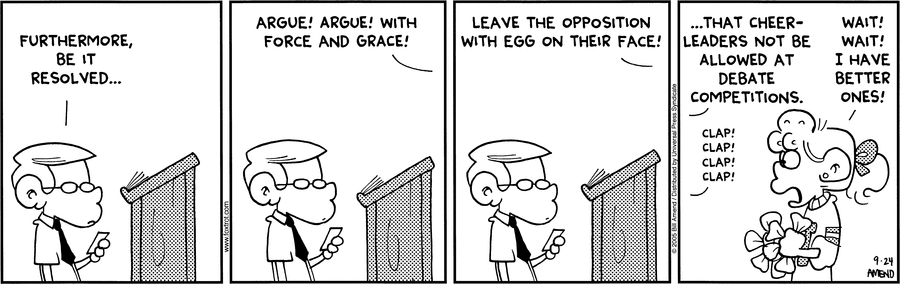 FURTHERMORE,
BE IT
RESOLVED...
ARGUE! ARGUE! WITH
FORCE AND GRACE!
www.foxtrot.com
LEAVE THE OPPOSITION
WITH EGG ON THEIR FACE!
© 2005 Bill Amend / Distributed by Universal Press Syndicate
...THAT CHEER-
LEADERS NOT BE
ALLOWED AT
DEBATE
COMPETITIONS.
CLAP!
CLAP!
CLAP!
CLAP!
WAIT!
WAIT!
I HAVE
BETTER
ONES!
9-24
AMEND